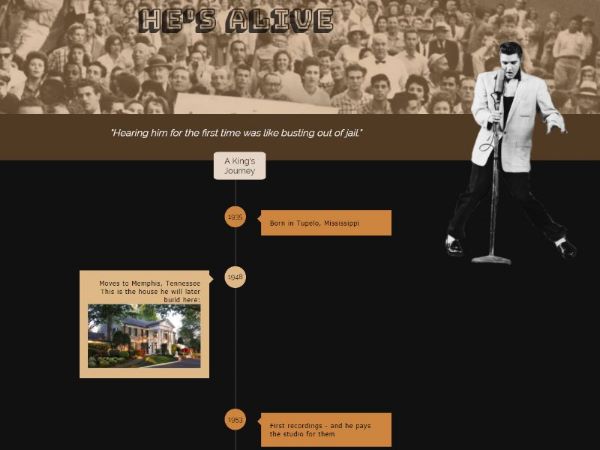 HE'S ALIVE
"Hearing him for the first time was like busting out of jail."
A King's
Journey
1935
Born in Tupelo, Mississippi
1948
Moves to Memphis, Tennessee
This is the house he will later
build here:
1953
First recordings - and he pays
the studio for them